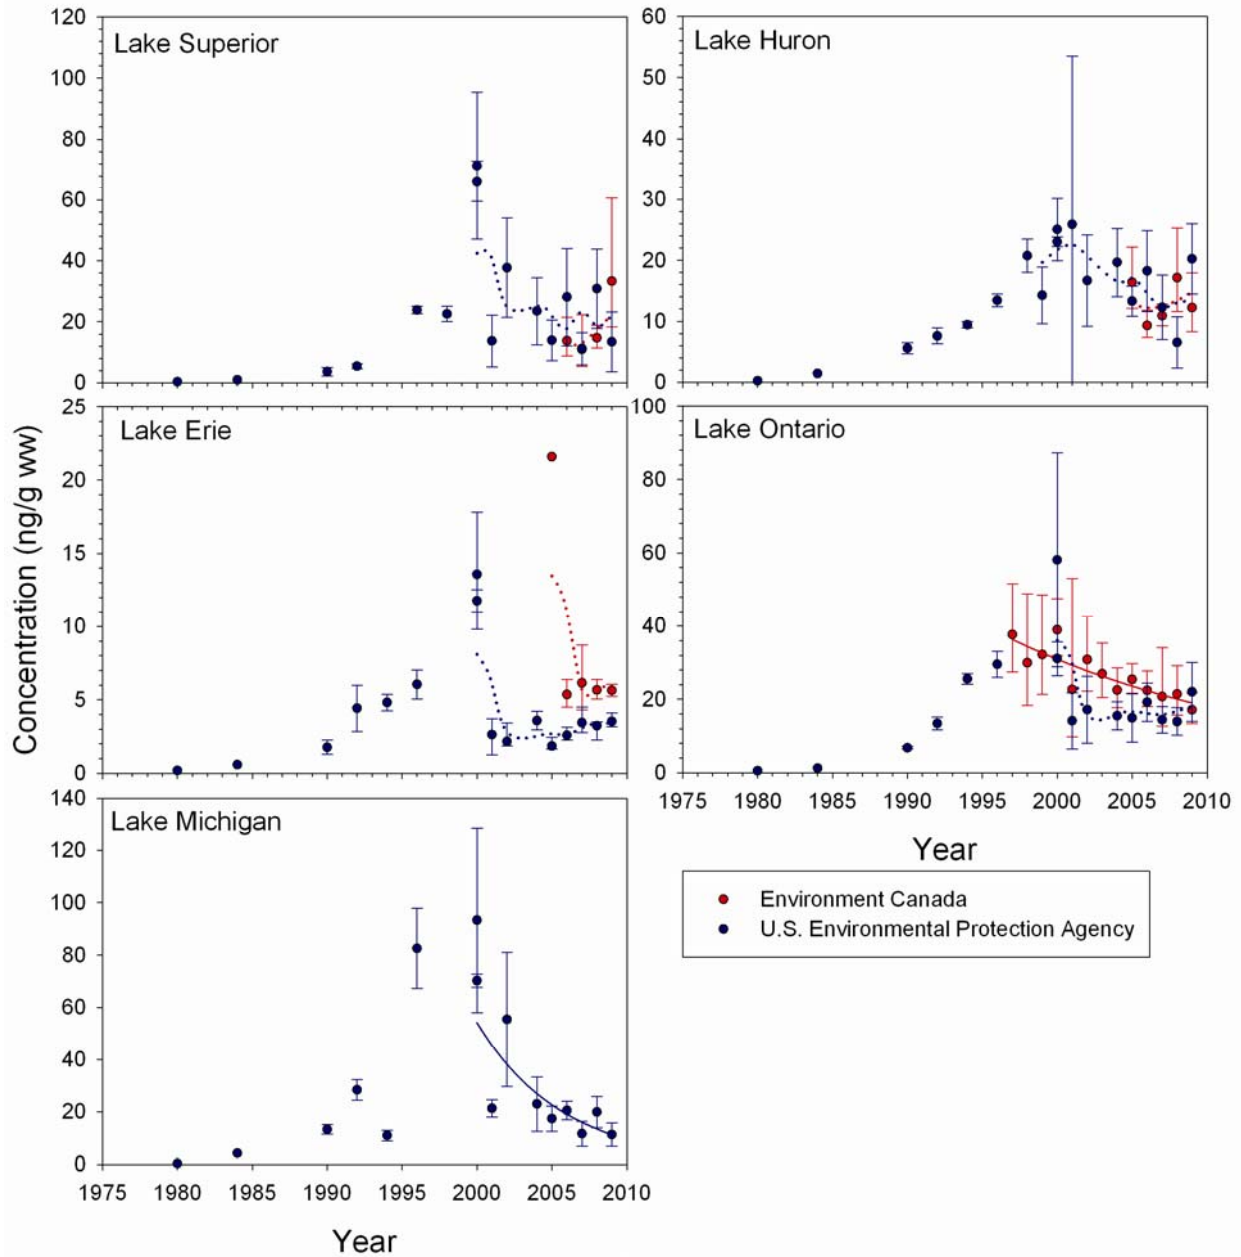 120
100
80
60
40
20
0
Lake Superior
60
50
40
30
20
10
0
Lake Huron
Concentration (ng/g ww)
25
20
15
10
5
0
Lake Erie
100
80
60
40
20
0
Lake Ontario
1975 1980 1985 1990 1995 2000 2005 2010
Year
140
120
100
80
60
40
20
0
Lake Michigan
1975 1980 1985 1990 1995 2000 2005 2010
Year
Environment Canada
U.S. Environmental Protection Agency